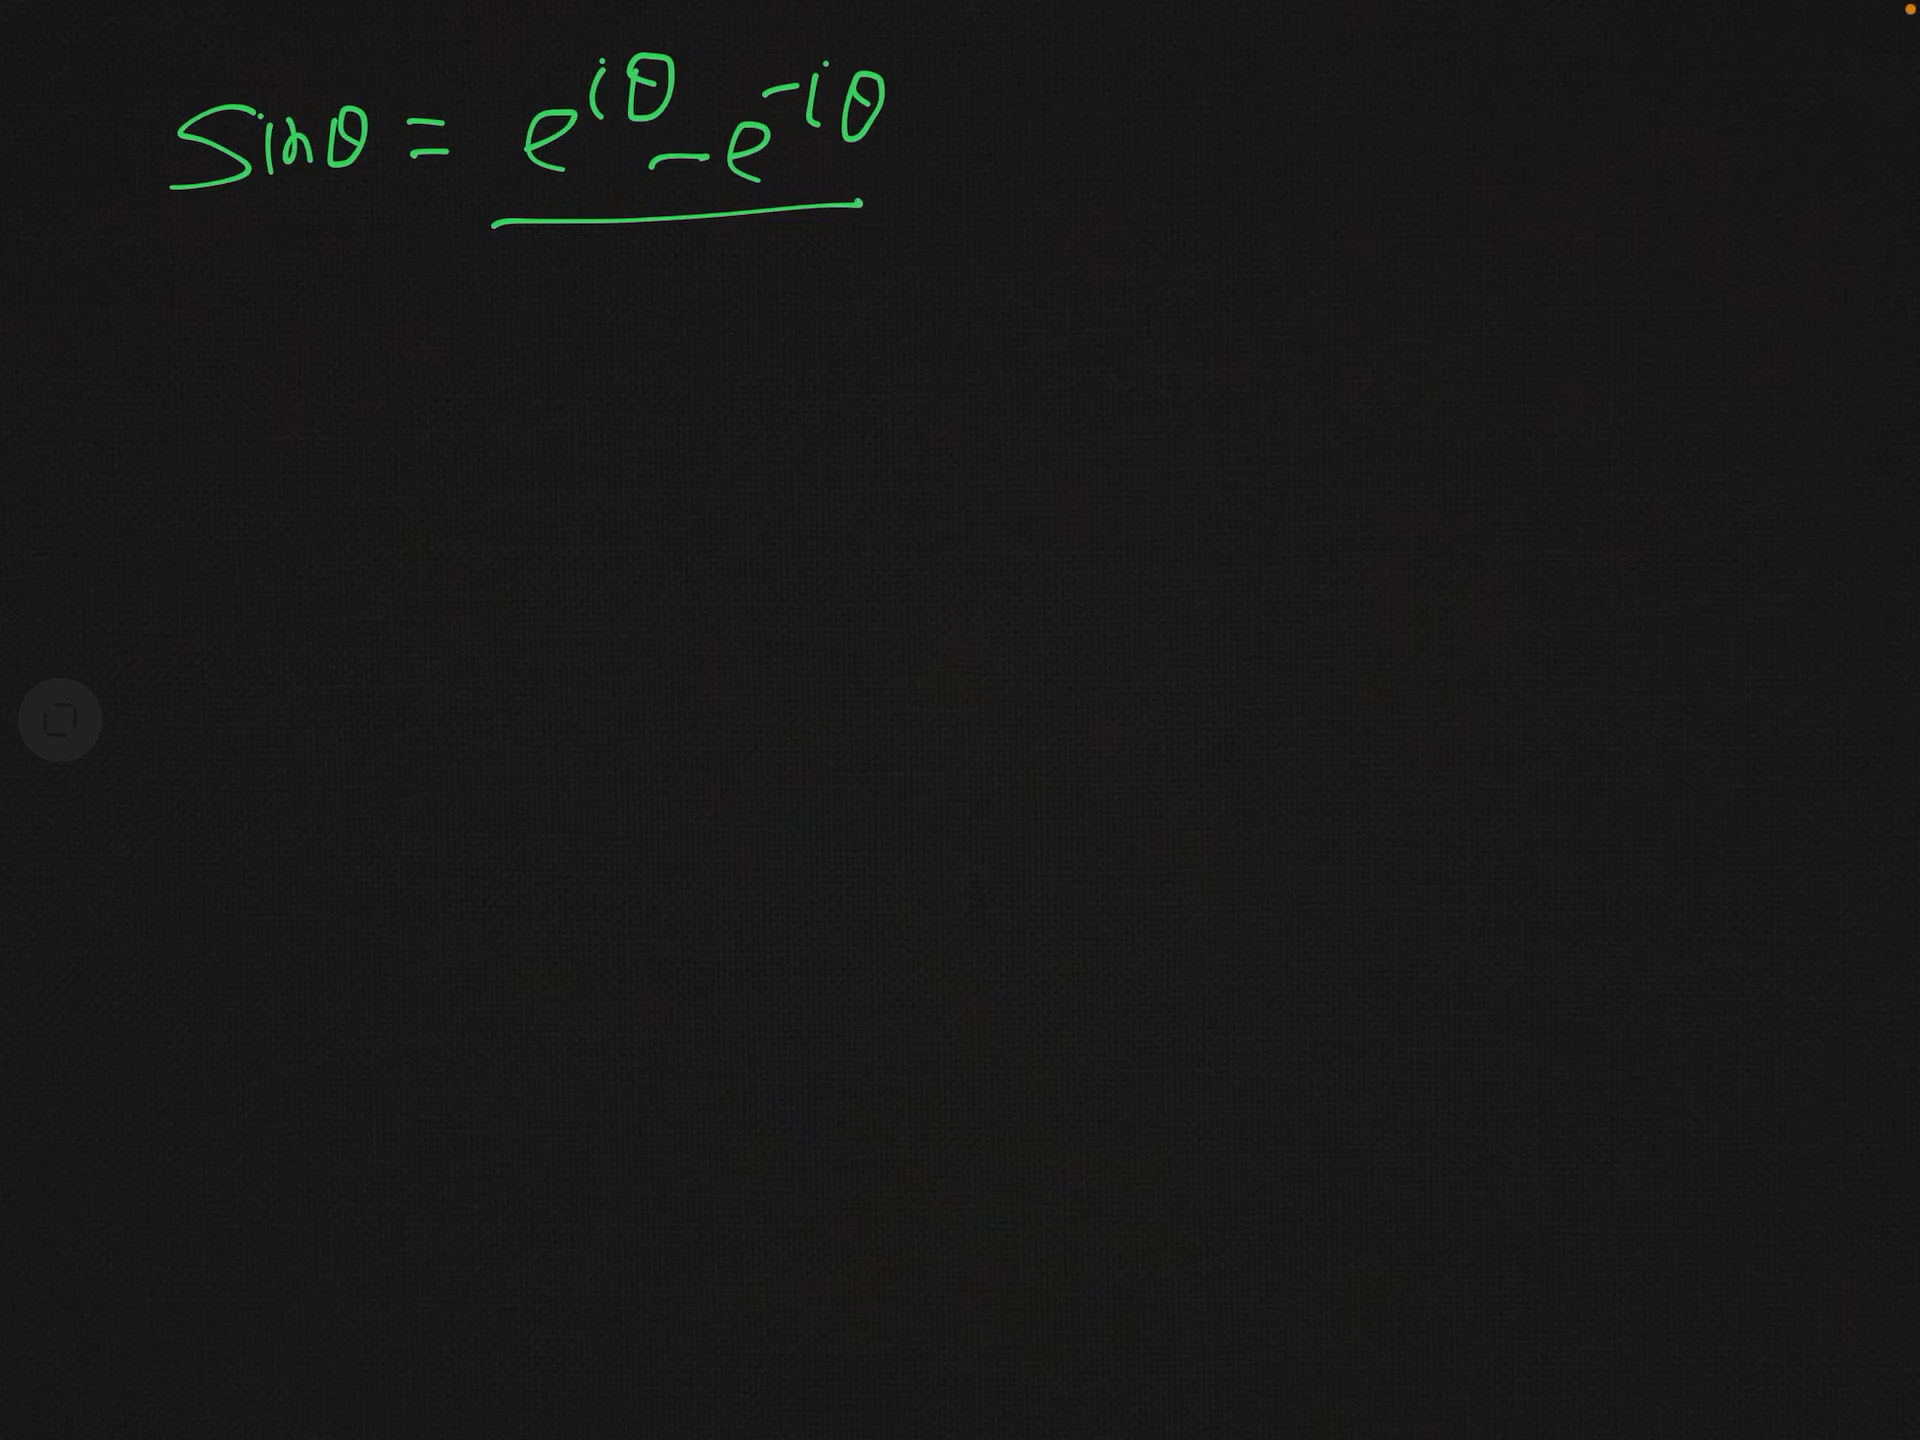 Sinθ = e^{iθ} - e^{-iθ}